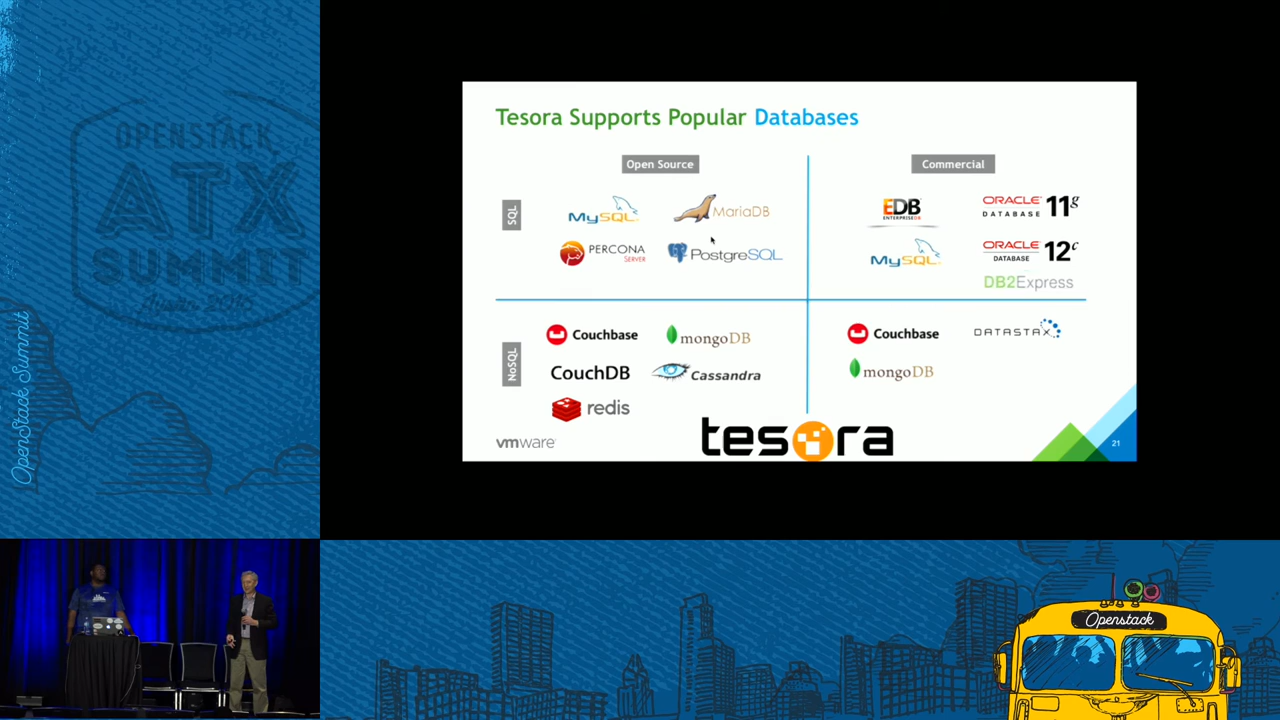 OPENSTACK
ATX
SUMMIT
Austin
OpenStack Summit
Tesora Supports Popular Databases
Open Source
Commercial
SQL
MySQL
MariaDB
PERCONA
SERVER
PostgreSQL
EDB
ENTERPRISEDB
ORACLE
DATABASE 11g
MySQL
ORACLE
DATABASE 12c
DB2Express
NoSQL
Couchbase
mongoDB
CouchDB
Cassandra
redis
Couchbase
DATASTAX
mongoDB
vmware
tesora
21
Openstack